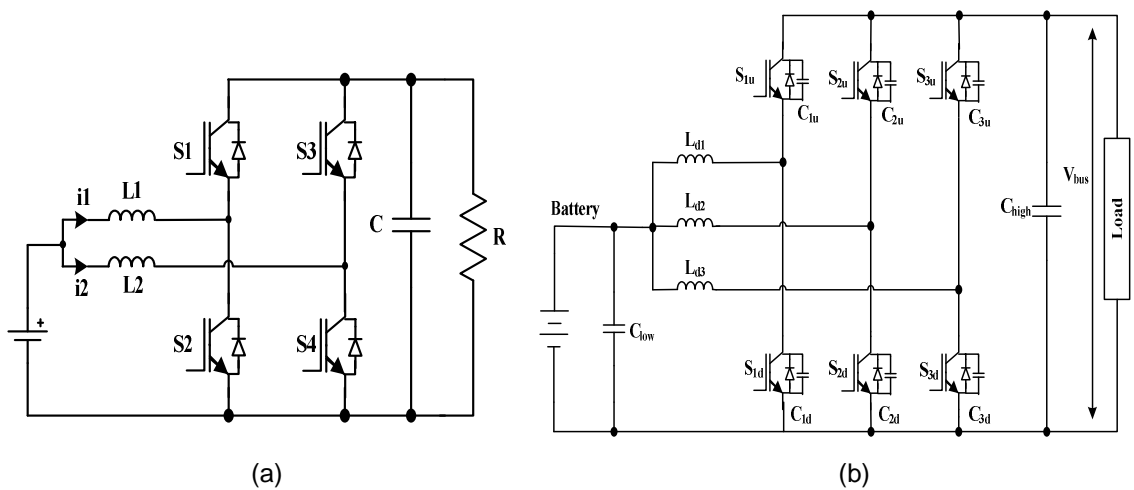 S1
S3
L1
i1
i2
L2
C
R
+
S2
S4
(a)
S1u
S2u
S3u
C1u
C2u
C3u
Ld1
Ld2
Ld3
Battery
Clow
Chigh
Vbus
Load
S1d
S2d
S3d
C1d
C2d
C3d
(b)